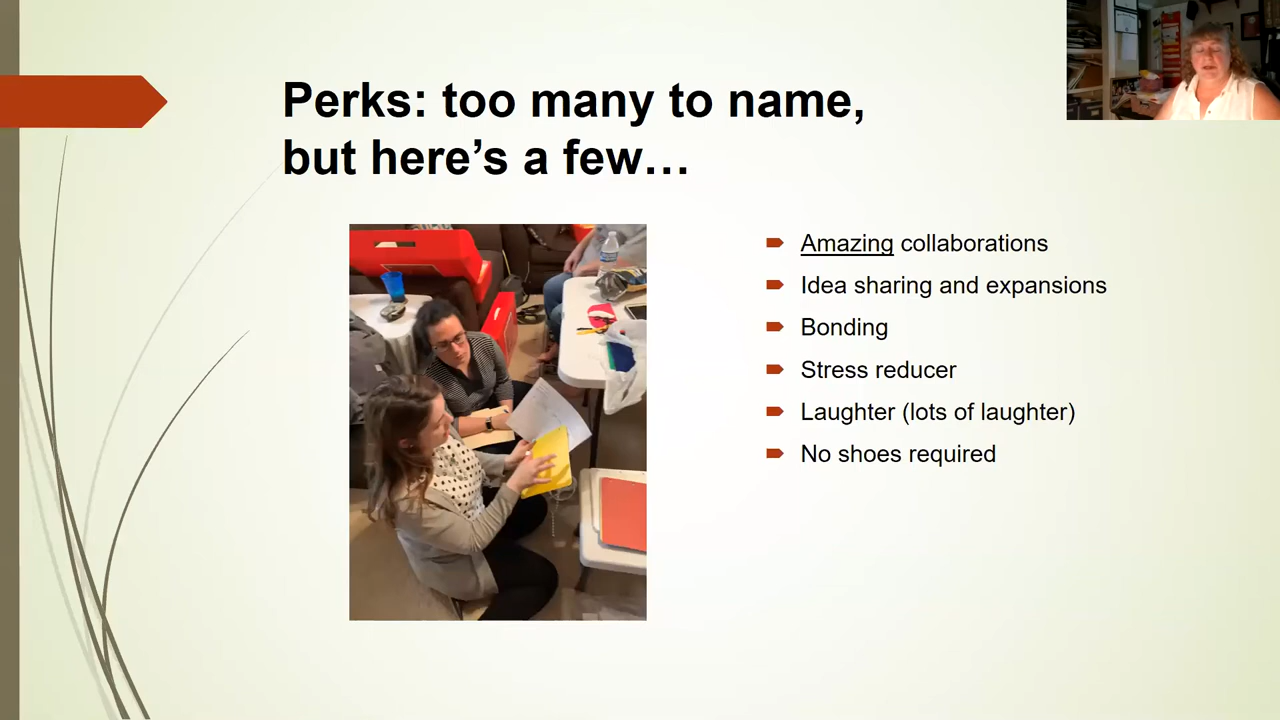 Perks: too many to name,
but here’s a few…
Amazing collaborations
Idea sharing and expansions
Bonding
Stress reducer
Laughter (lots of laughter)
No shoes required